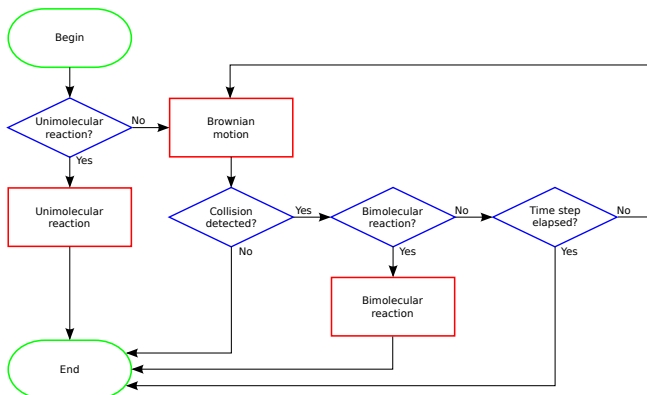 Begin
Unimolecular
reaction?
No
Yes
Brownian
motion
Unimolecular
reaction
Collision
detected?
Yes
No
Bimolecular
reaction?
No
Yes
Time step
elapsed?
No
Yes
Bimolecular
reaction
End